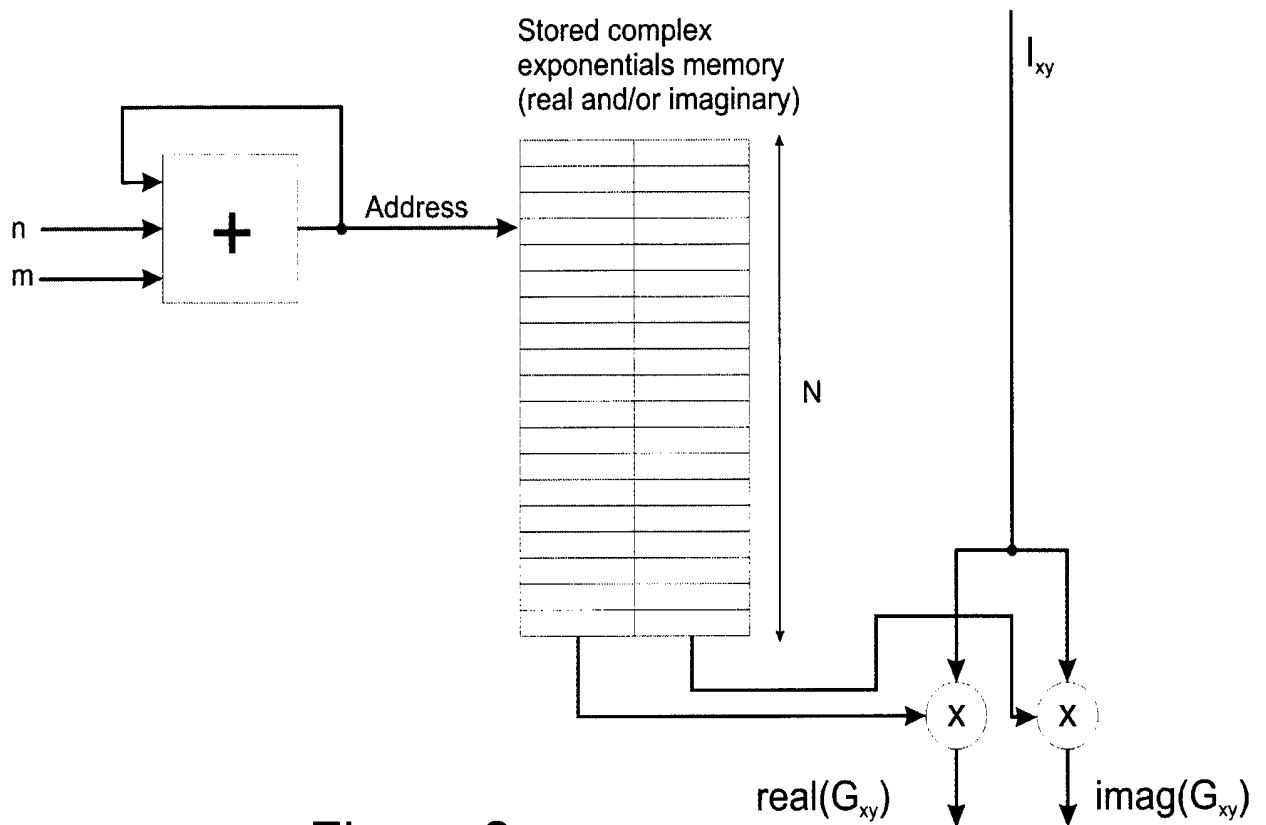 Stored complex
exponentials memory
(real and/or imaginary)
I_xy
Address
n
+
m
N
x x
real(G_xy) imag(G_xy)